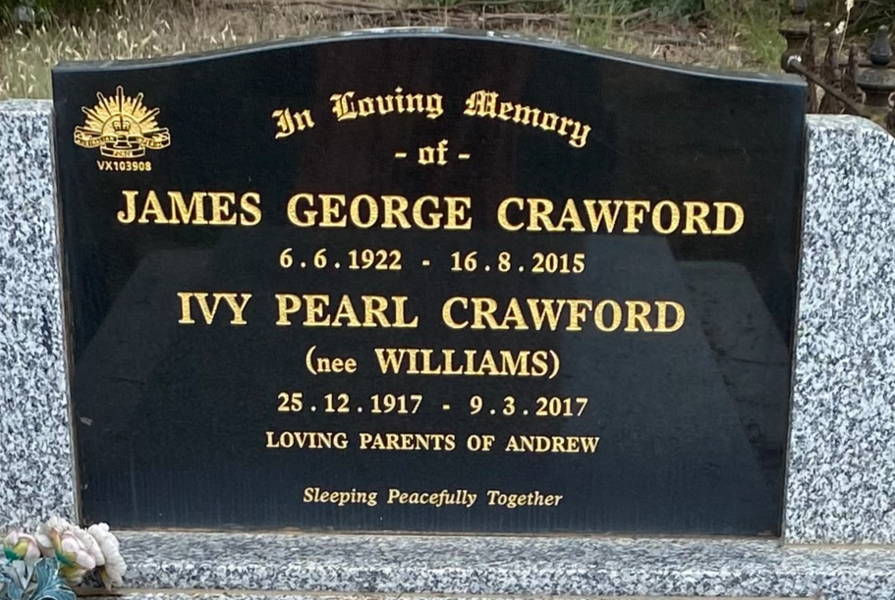 In Loving Memory
- of -
VX103908
JAMES GEORGE CRAWFORD
6.6.1922 - 16.8.2015
IVY PEARL CRAWFORD
(nee WILLIAMS)
25.12.1917 - 9.3.2017
LOVING PARENTS OF ANDREW
Sleeping Peacefully Together